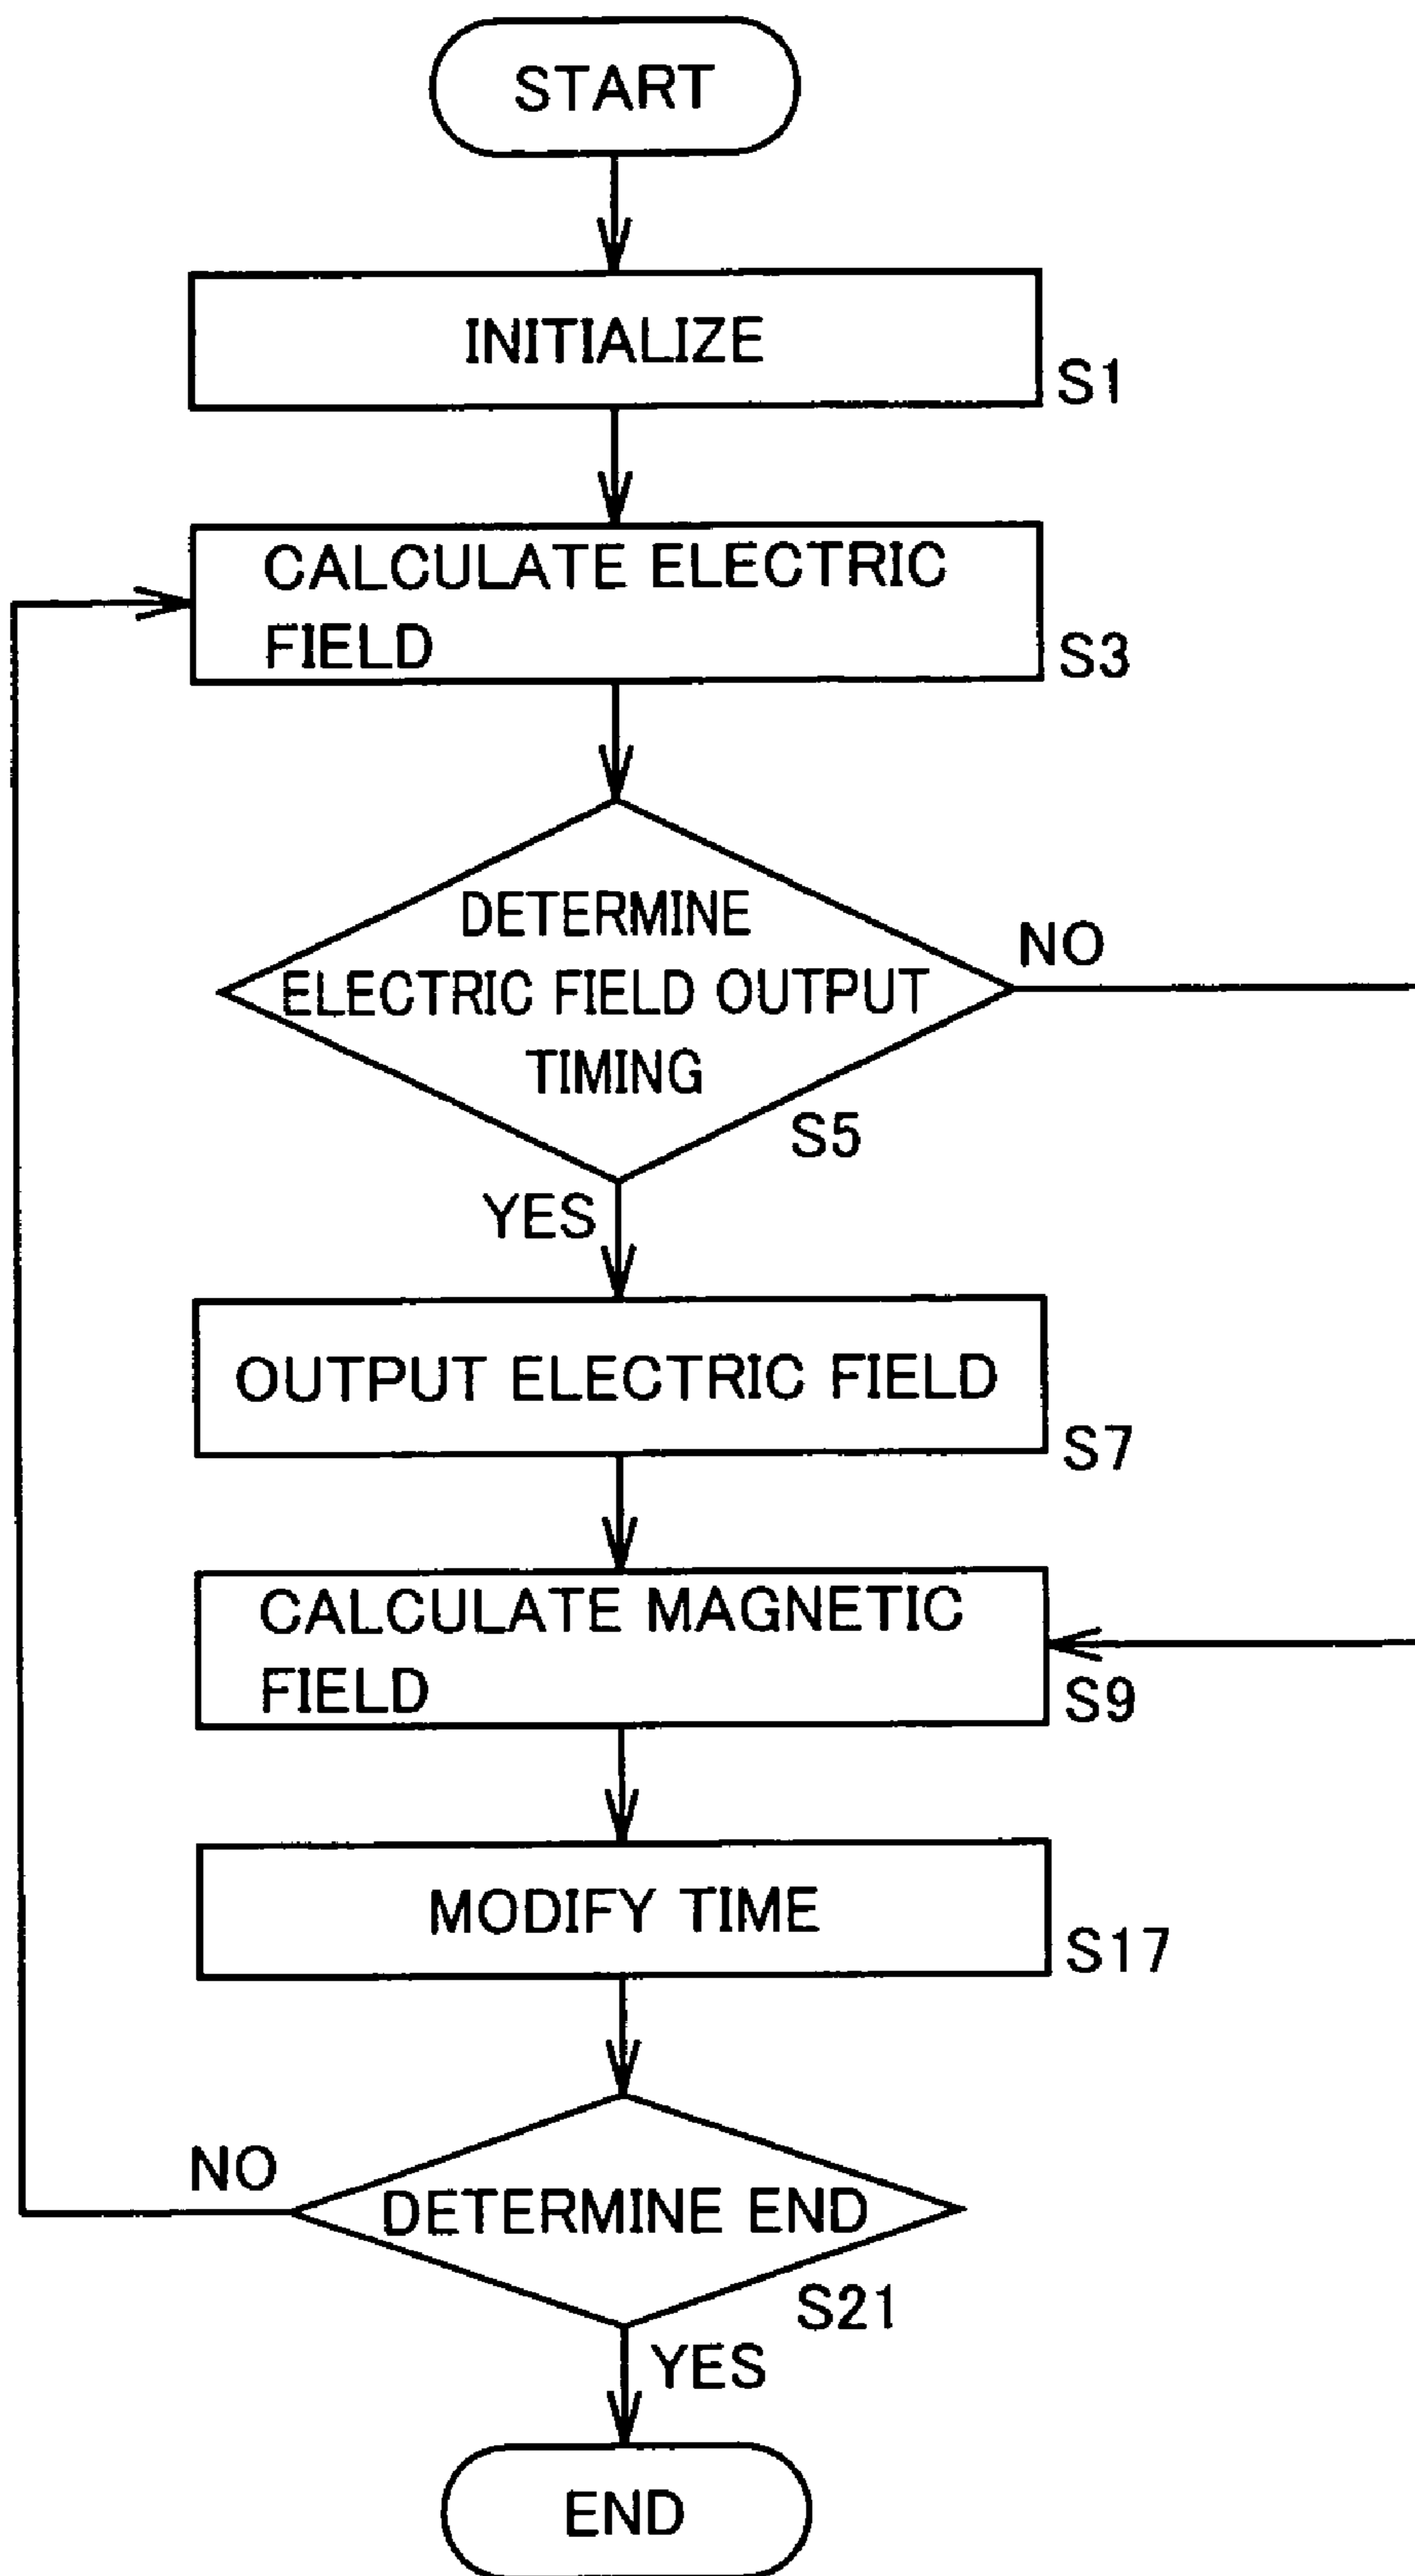 START
INITIALIZE
S1
CALCULATE ELECTRIC
FIELD
S3
DETERMINE
ELECTRIC FIELD OUTPUT
TIMING
NO
S5
YES
OUTPUT ELECTRIC FIELD
S7
CALCULATE MAGNETIC
FIELD
S9
MODIFY TIME
S17
NO
DETERMINE END
S21
YES
END